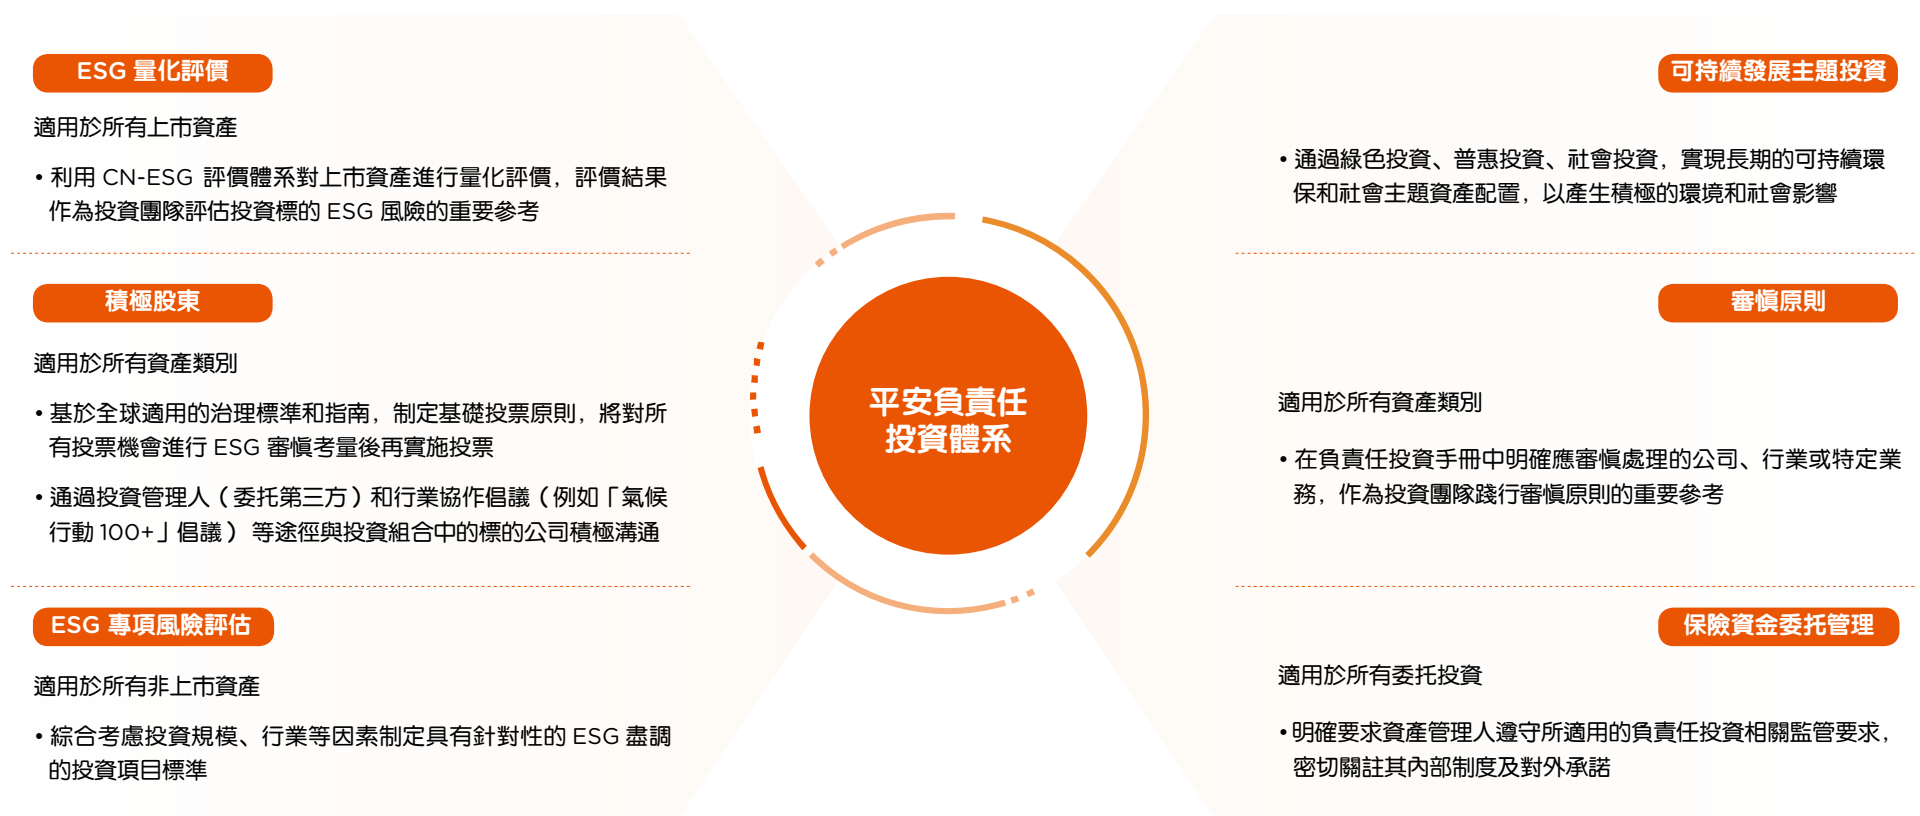 ESG 量化評價
適用於所有上市資產
• 利用 CN-ESG 評價體系對上市資產進行量化評價，評價結果
作為投資團隊評估投資標的 ESG 風險的重要參考
積極股東
適用於所有資產類別
• 基於全球適用的治理標準和指南，制定基礎投票原則，將對所
有投票機會進行 ESG 審慎考量後再實施投票
• 通過投資管理人（委托第三方）和行業協作倡議（例如「氣候
行動 100+」倡議）等途徑與投資組合中的標的公司積極溝通
ESG 專項風險評估
適用於所有非上市資產
• 綜合考慮投資規模、行業等因素制定具有針對性的 ESG 盡調
的投資項目標準
平安負責任
投資體系
可持續發展主題投資
• 通過綠色投資、普惠投資、社會投資，實現長期的可持續環
保和社會主題資產配置，以產生積極的環境和社會影響
審慎原則
適用於所有資產類別
• 在負責任投資手冊中明確應審慎處理的公司、行業或特定業
務，作為投資團隊踐行審慎原則的重要參考
保險資金委托管理
適用於所有委托投資
• 明確要求資產管理人遵守所適用的負責任投資相關監管要求，
密切關註其內部制度及對外承諾